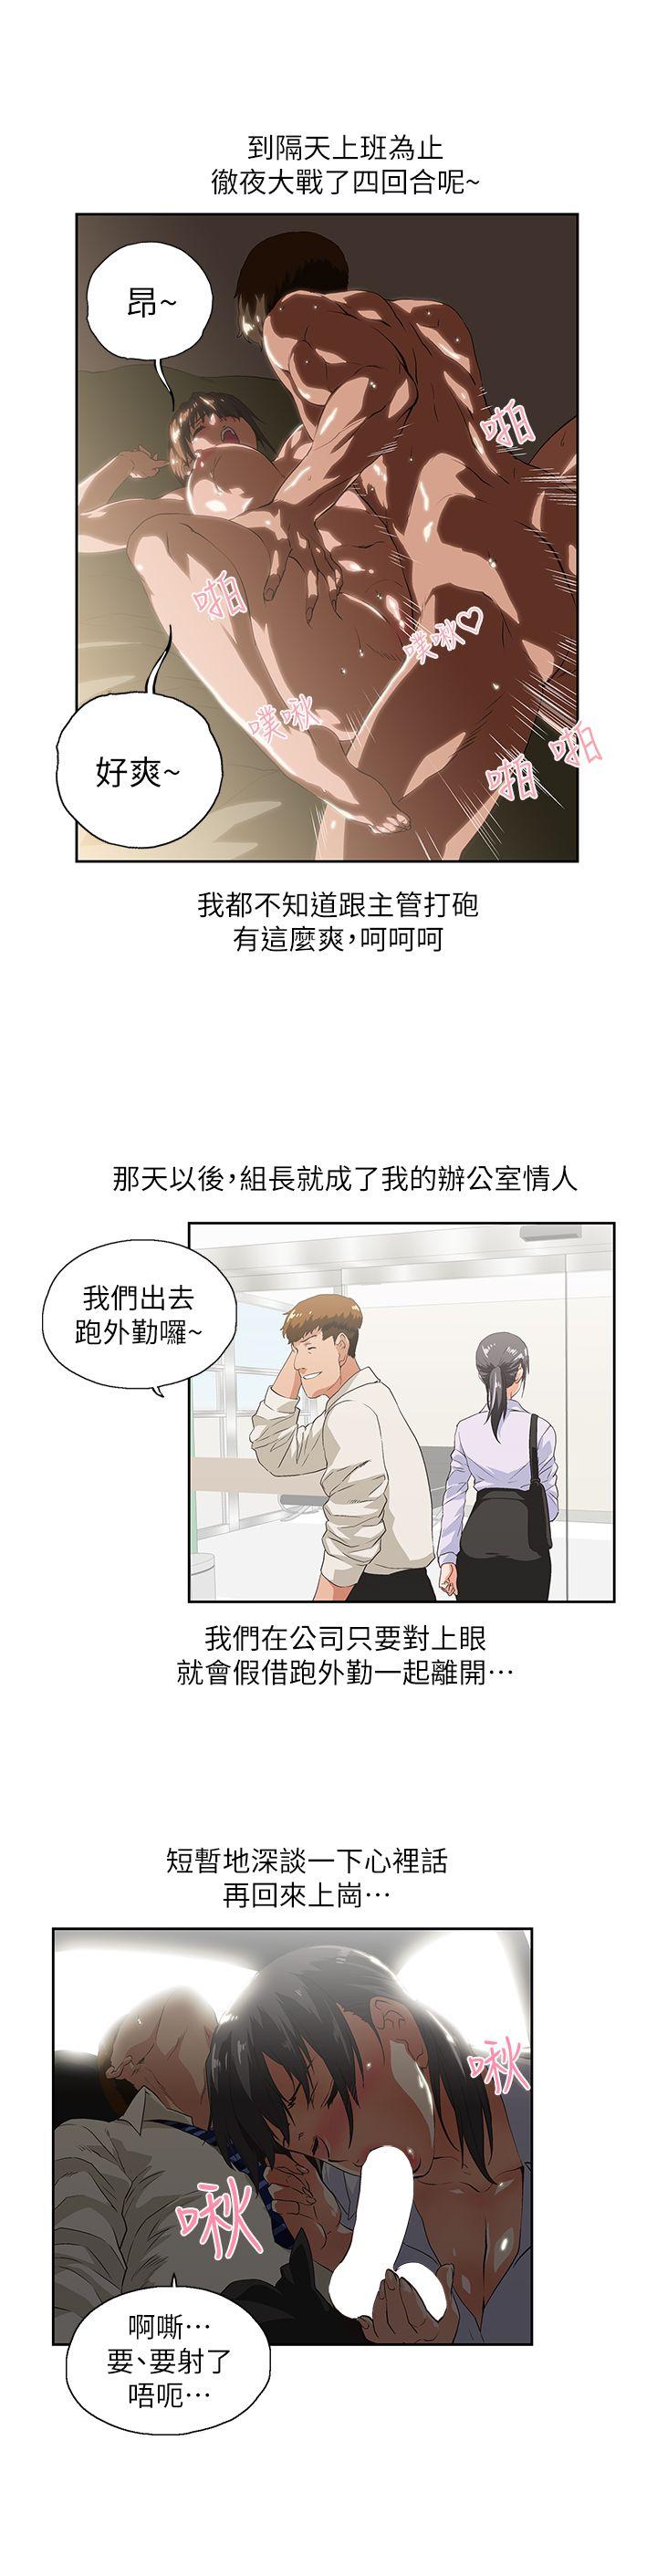 到隔天上班為止
徹夜大戰了四回合呢~
昂~
啪
啪
噗啾♡
噗啾
啪
啪
好爽~
我都不知道跟主管打砲
有這麼爽，呵呵呵
那天以後，組長就成了我的辦公室情人
我們出去
跑外勤囉~
我們在公司只要對上眼
就會假借跑外勤一起離開⋯
短暫地深談一下心裡話
再回來上崗⋯
啾
啾
啊嘶⋯
要、要射了
唔呃⋯